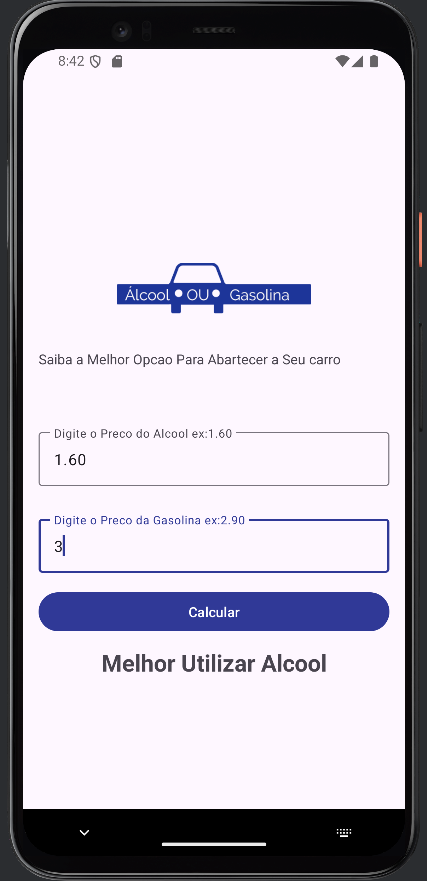 8:42
Álcool OU Gasolina
Saiba a Melhor Opcao Para Abartecer a Seu carro
Digite o Preco do Alcool ex:1.60
1.60
Digite o Preco da Gasolina ex:2.90
3
Calcular
Melhor Utilizar Alcool